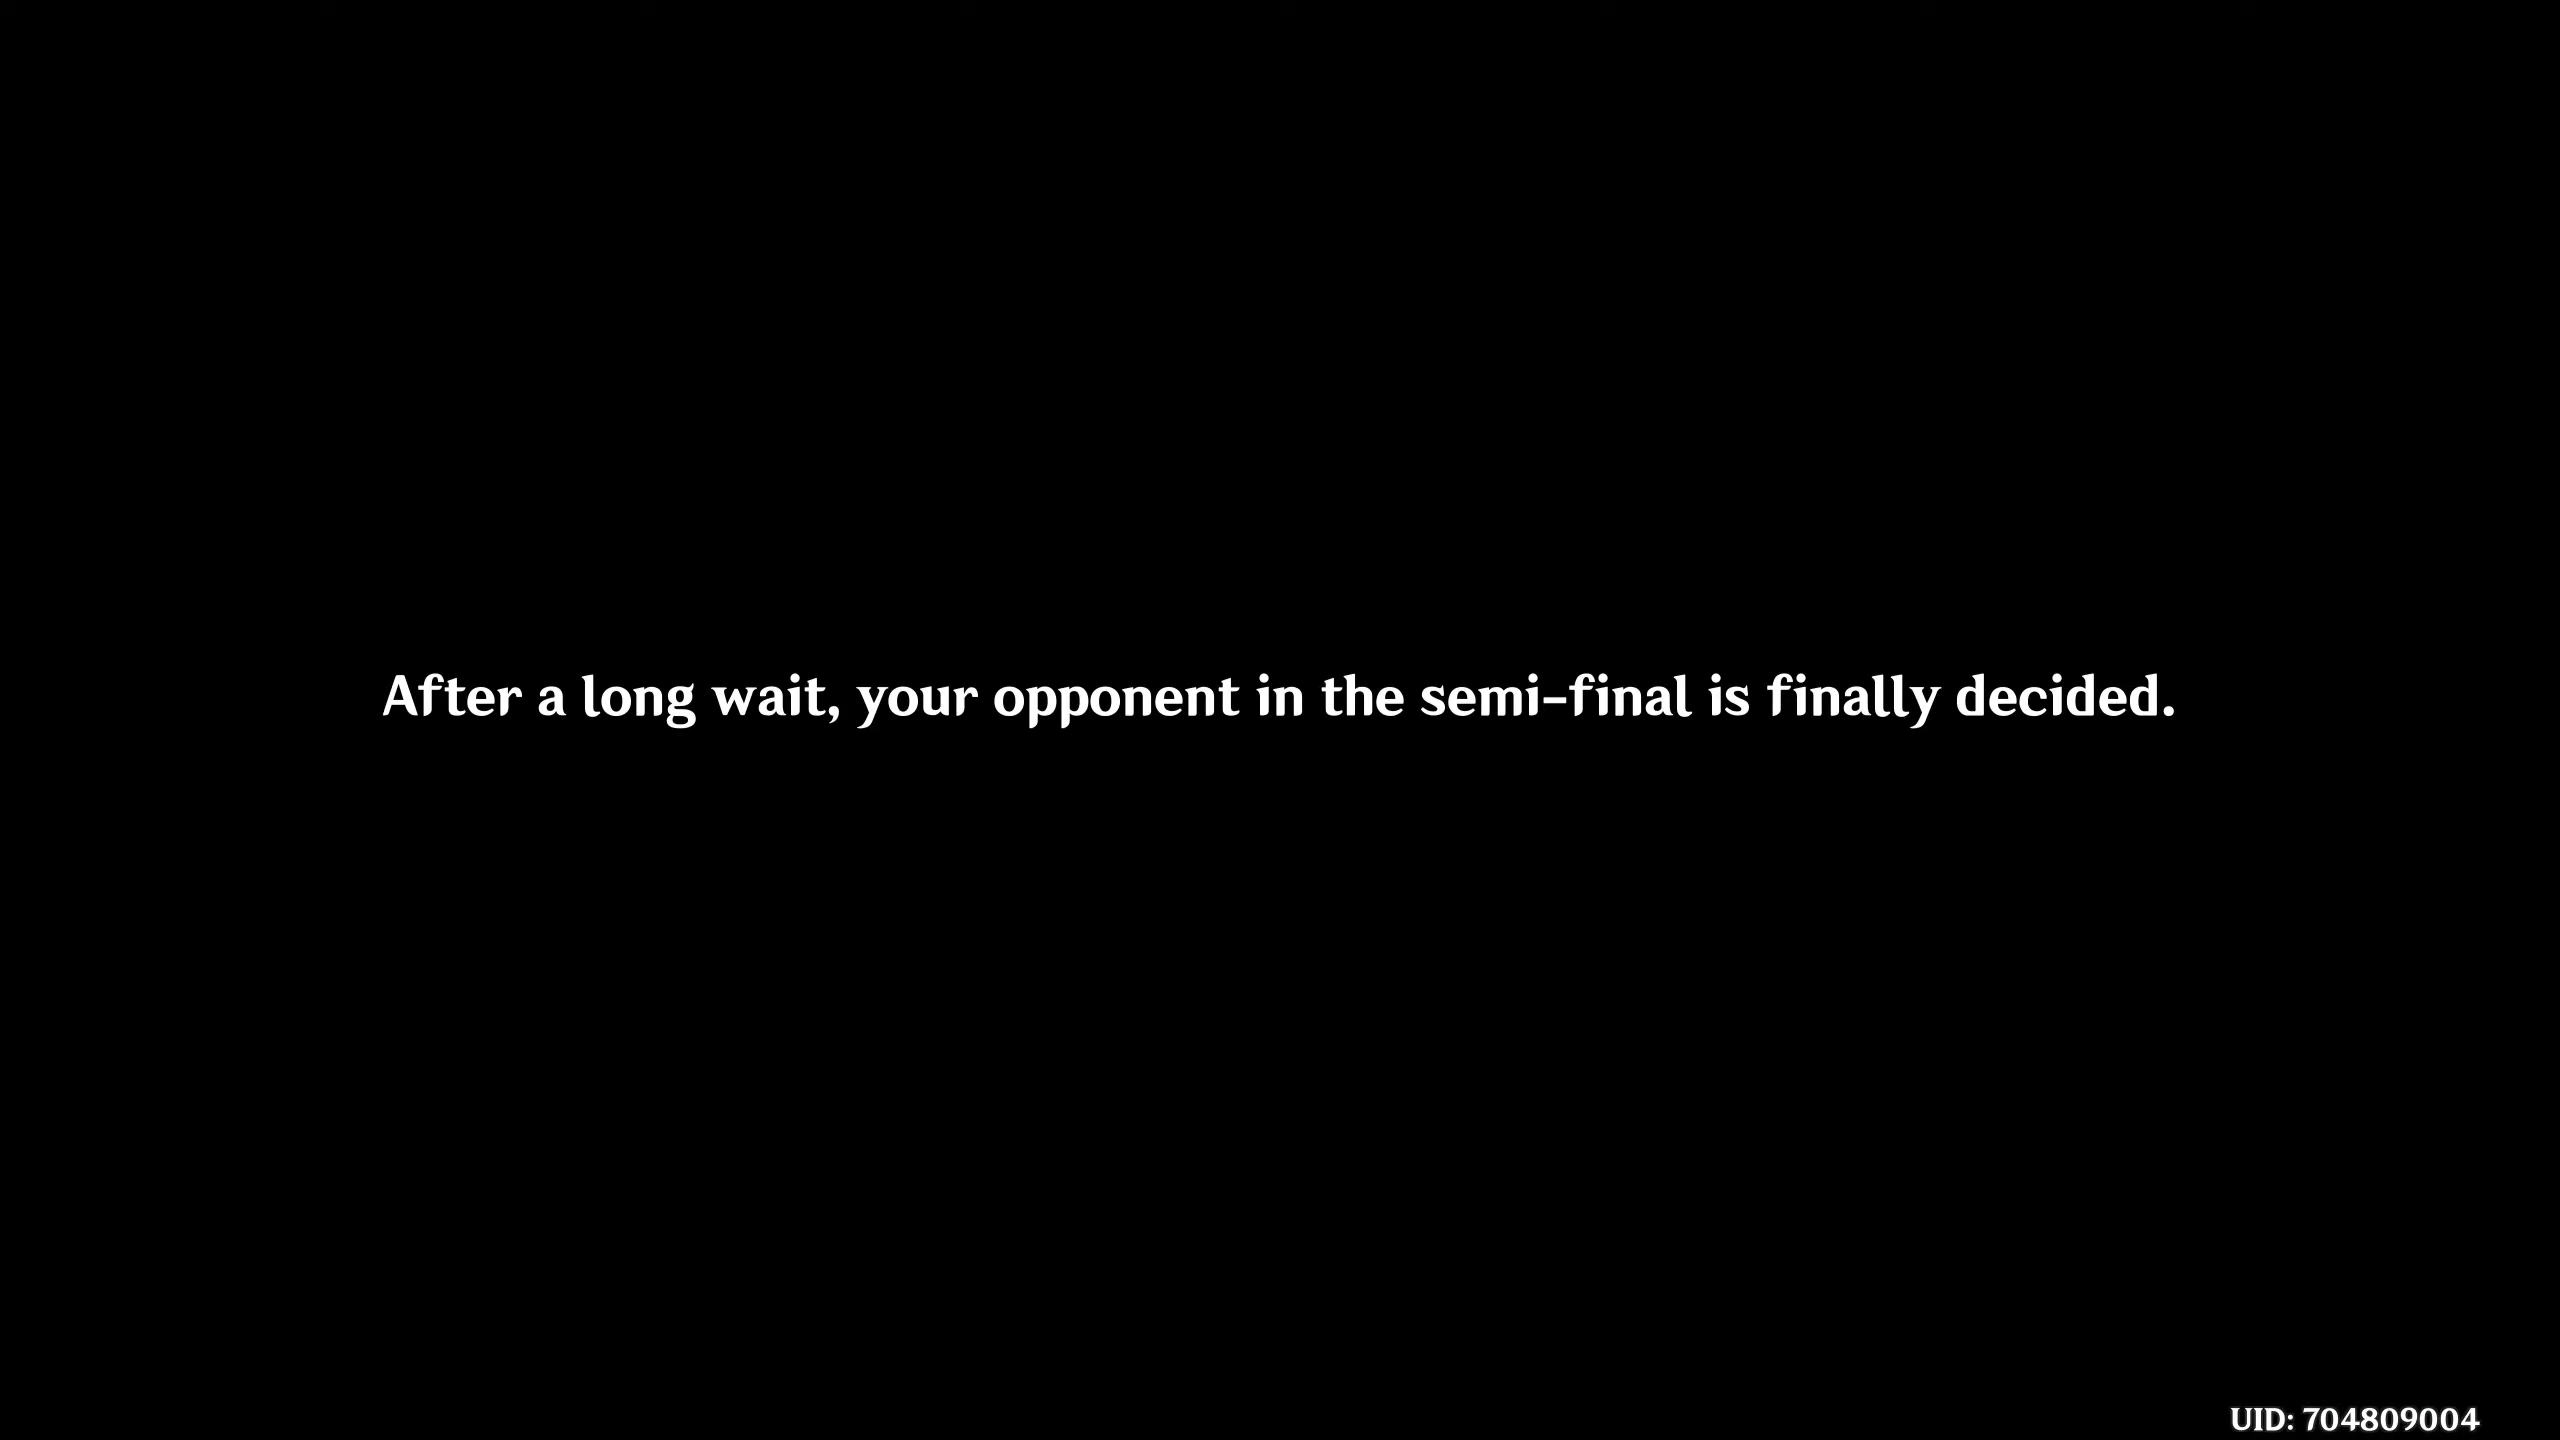 After a long wait, your opponent in the semi-final is finally decided.
UID: 704809004